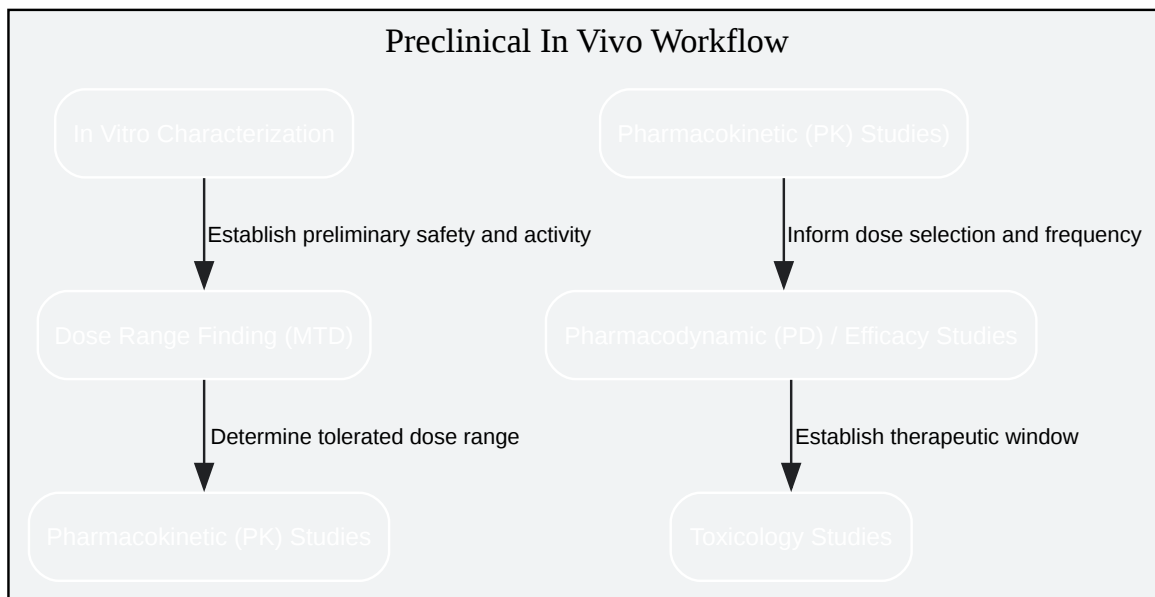 Preclinical In Vivo Workflow
In Vitro Characterization
Establish preliminary safety and activity
Dose Range Finding (MTD)
Determine tolerated dose range
Pharmacokinetic (PK) Studies
Pharmacokinetic (PK) Studies)
Inform dose selection and frequency
Pharmacodynamic (PD) / Efficacy Studies
Establish therapeutic window
Toxicology Studies